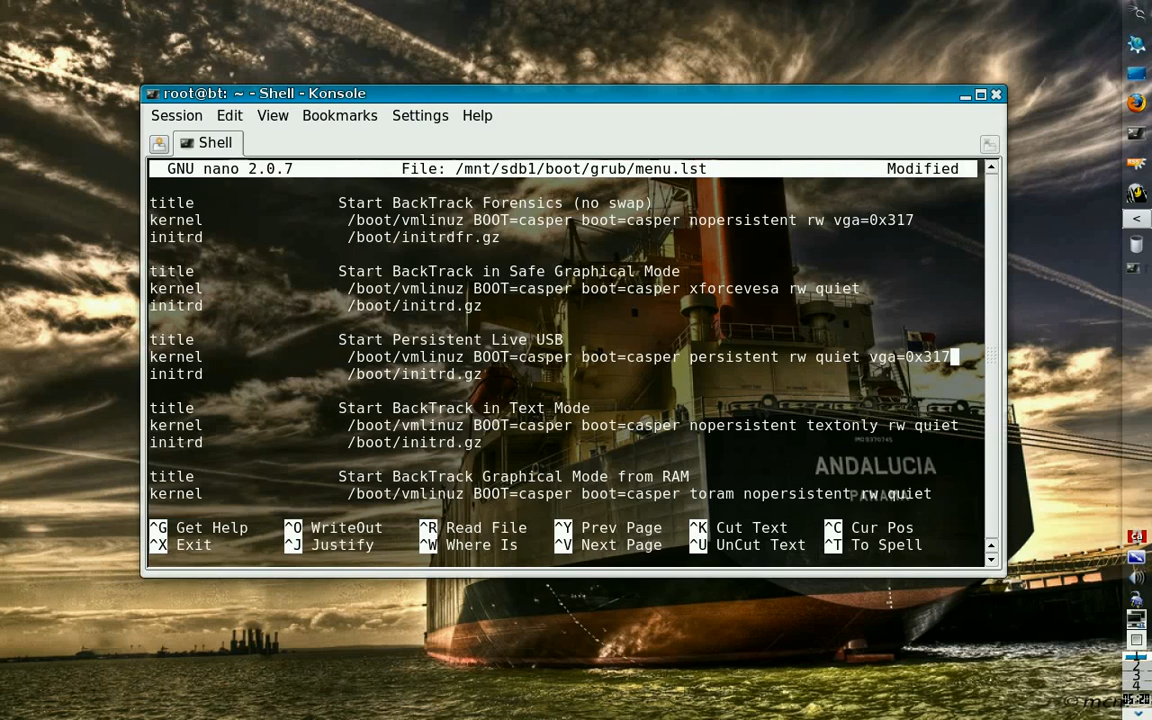 root@bt: ~ - Shell - Konsole
Session Edit View Bookmarks Settings Help
Shell
GNU nano 2.0.7 File: /mnt/sdb1/boot/grub/menu.lst Modified
title Start BackTrack Forensics (no swap)
kernel /boot/vmlinuz BOOT=casper boot=casper nopersistent rw vga=0x317
initrd /boot/initrdfr.gz
title Start BackTrack in Safe Graphical Mode
kernel /boot/vmlinuz BOOT=casper boot=casper xforcevesa rw quiet
initrd /boot/initrd.gz
title Start Persistent Live USB
kernel /boot/vmlinuz BOOT=casper boot=casper persistent rw quiet vga=0x317
initrd /boot/initrd.gz
title Start BackTrack in Text Mode
kernel /boot/vmlinuz BOOT=casper boot=casper nopersistent textonly rw quiet
initrd /boot/initrd.gz
title Start BackTrack Graphical Mode from RAM
kernel /boot/vmlinuz BOOT=casper boot=casper toram nopersistent rw quiet
^G Get Help ^O WriteOut ^R Read File ^Y Prev Page ^K Cut Text ^C Cur Pos
^X Exit ^J Justify ^W Where Is ^V Next Page ^U UnCut Text ^T To Spell
IMO9370745
ANDALUCIA
PANAMA
<
ca
1
2
3
4